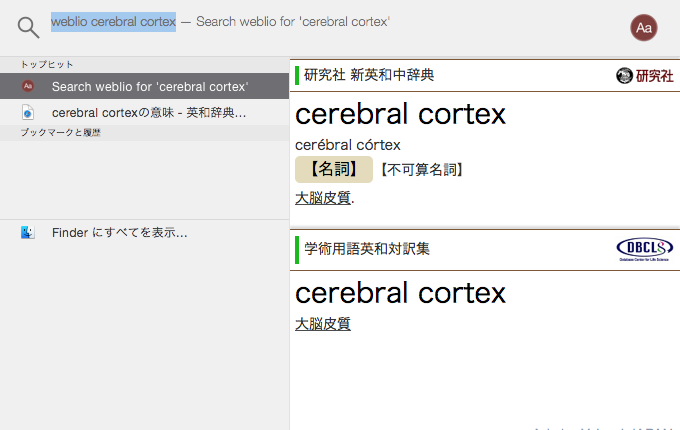 weblio cerebral cortex — Search weblio for 'cerebral cortex'
Aa
トップヒット
Aa Search weblio for 'cerebral cortex'
cerebral cortexの意味 - 英和辞典...
ブックマークと履歴
Finder にすべてを表示...
研究社 新英和中辞典
研究社
cerebral cortex
cerébral córtex
【名詞】 【不可算名詞】
大脳皮質.
学術用語英和対訳集
DBCLS
Database Center for Life Science
cerebral cortex
大脳皮質